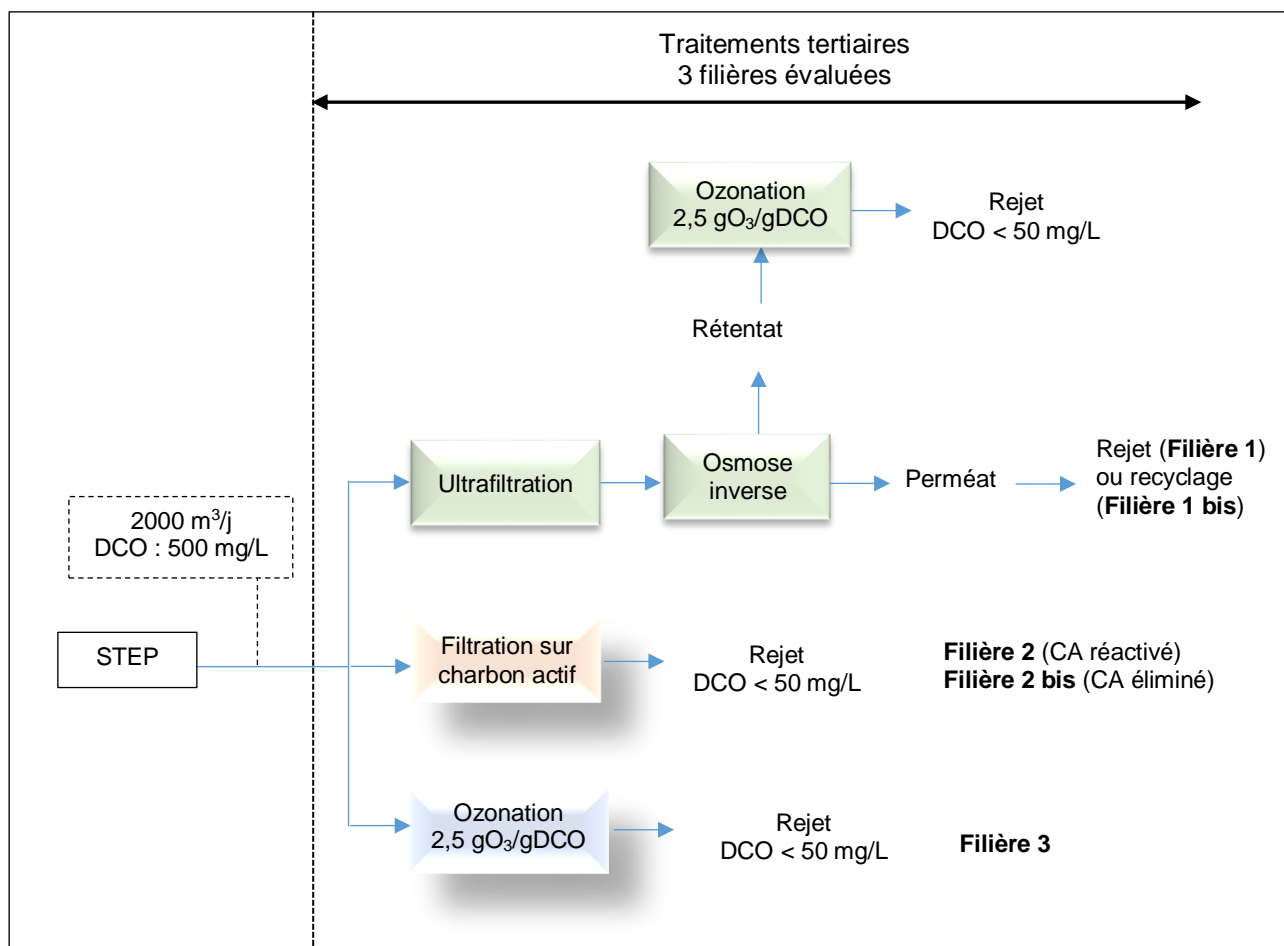 Traitements tertiaires
3 filières évaluées
Ozonation
2,5 gO₃/gDCO
Rejet
DCO < 50 mg/L
Rétentat
Ultrafiltration
Osmose
inverse
Perméat
Rejet (Filière 1)
ou recyclage
(Filière 1 bis)
2000 m³/j
DCO : 500 mg/L
STEP
Filtration sur
charbon actif
Rejet
DCO < 50 mg/L
Filière 2 (CA réactivé)
Filière 2 bis (CA éliminé)
Ozonation
2,5 gO₃/gDCO
Rejet
DCO < 50 mg/L
Filière 3